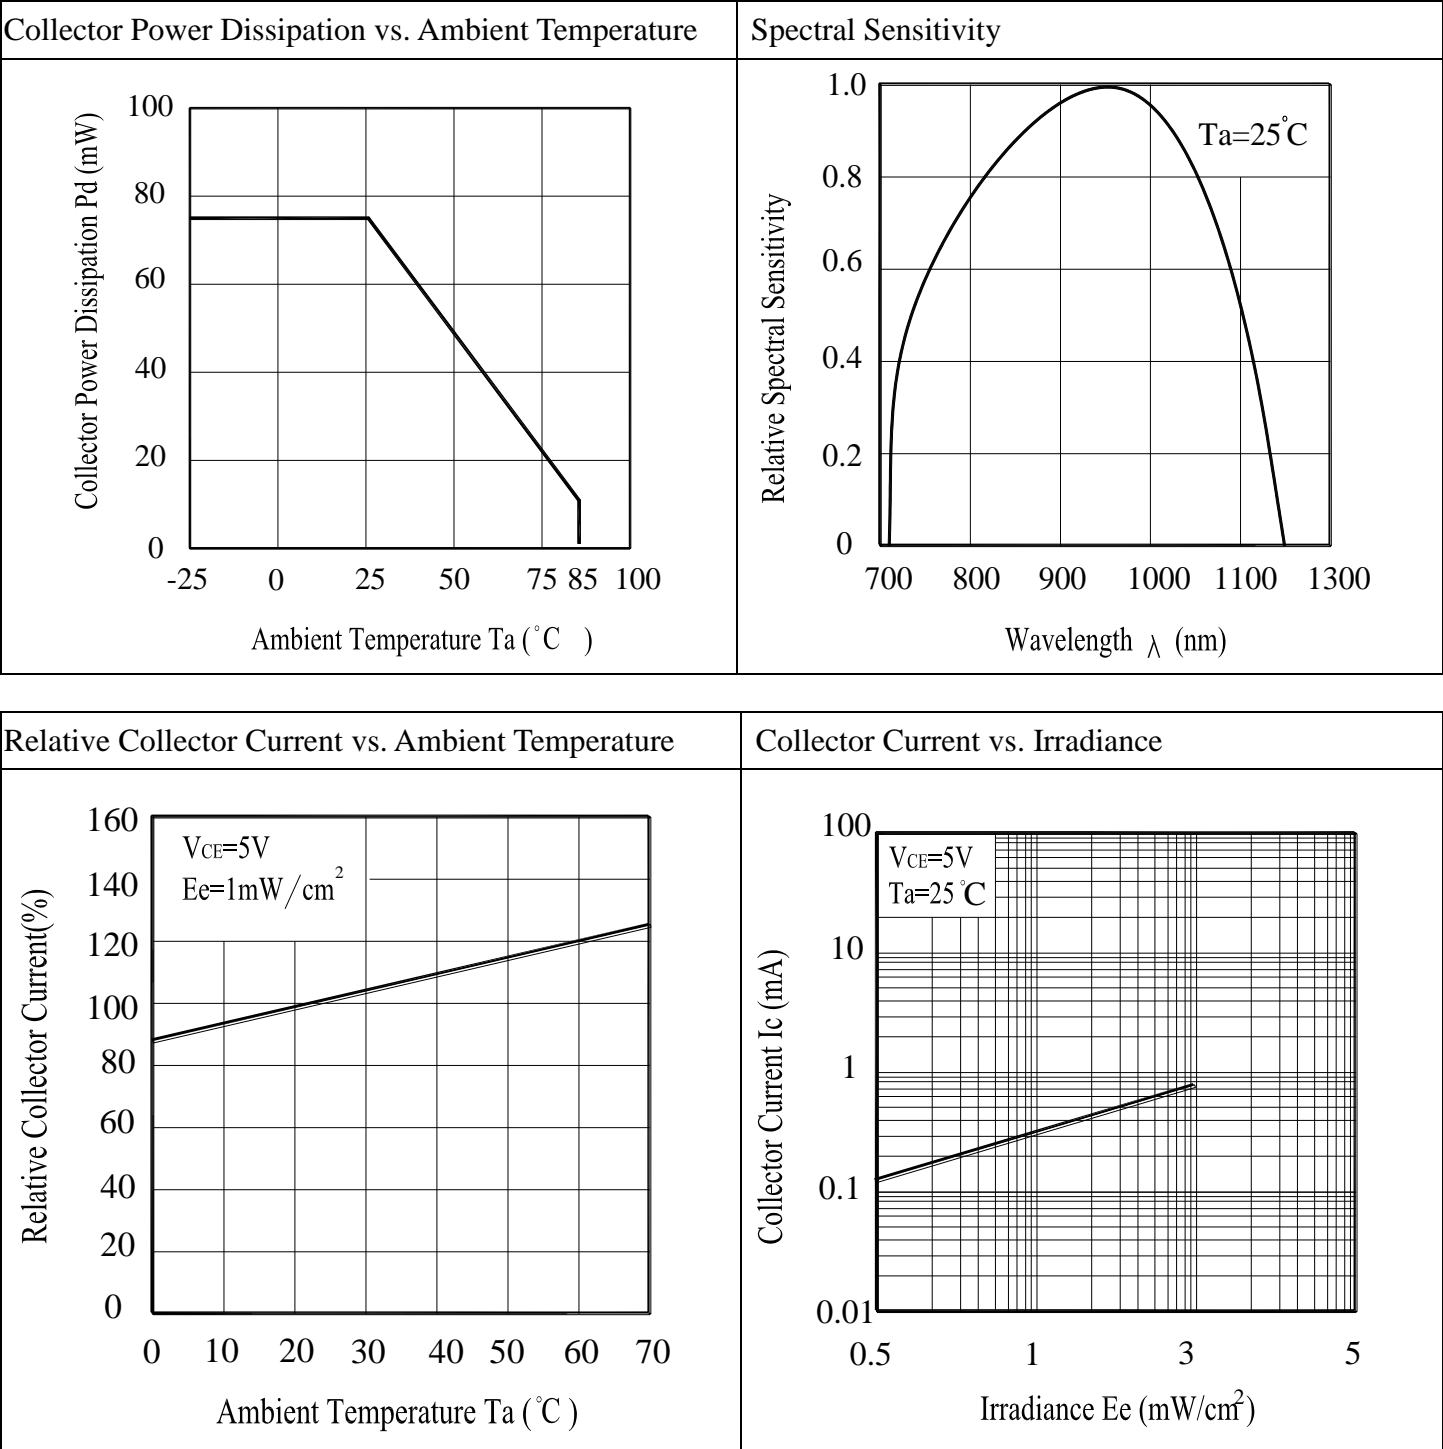 Collector Power Dissipation vs. Ambient Temperature
Spectral Sensitivity
Collector Power Dissipation Pd (mW)
100
80
60
40
20
0
-25 0 25 50 75 85 100
Ambient Temperature Ta (°C )
Relative Spectral Sensitivity
1.0
0.8
0.6
0.4
0.2
0
Ta=25°C
700 800 900 1000 1100 1300
Wavelength λ (nm)
Relative Collector Current vs. Ambient Temperature
Collector Current vs. Irradiance
Relative Collector Current(%)
160
140
120
100
80
60
40
20
0
VCE=5V
Ee=1mW/cm²
0 10 20 30 40 50 60 70
Ambient Temperature Ta (°C )
Collector Current Ic (mA)
100
10
1
0.1
0.01
VCE=5V
Ta=25 °C
0.5 1 3 5
Irradiance Ee (mW/cm²)